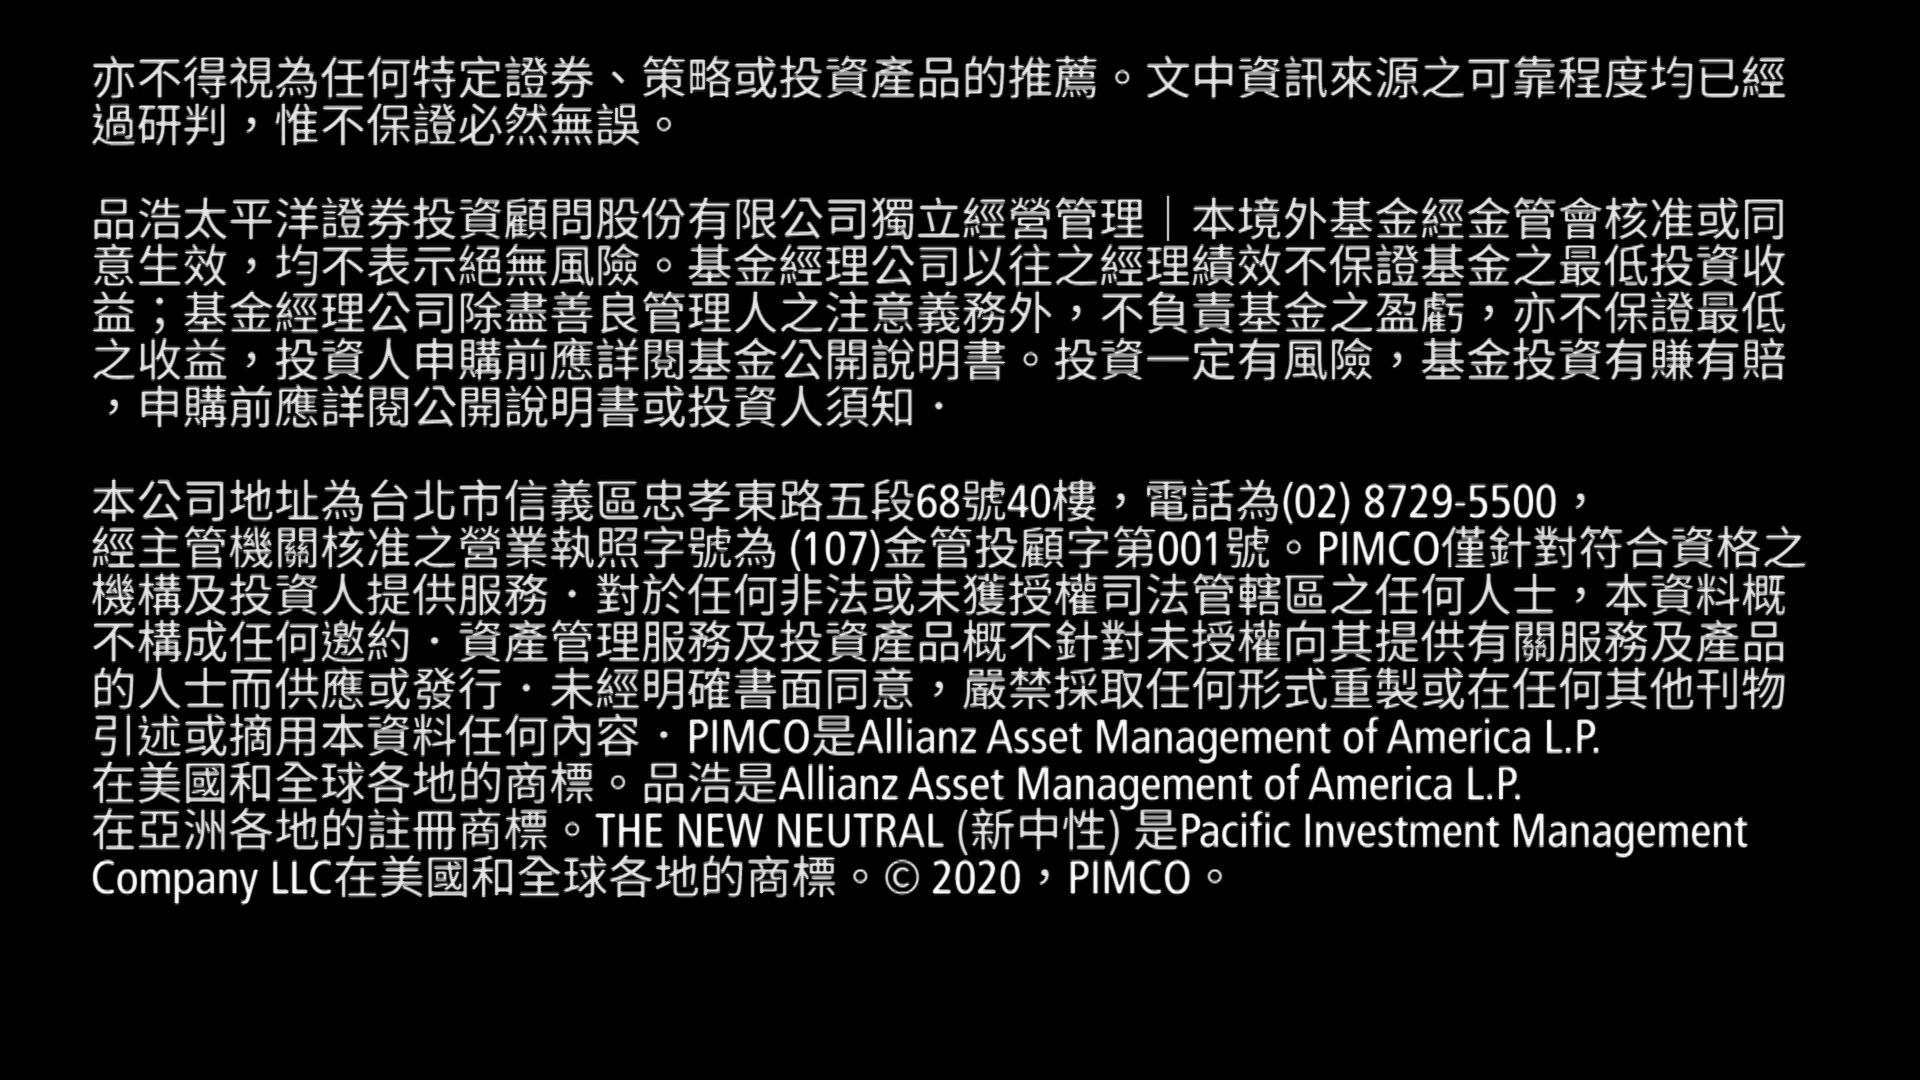 亦不得視為任何特定證券、策略或投資產品的推薦。文中資訊來源之可靠程度均已經
過研判，惟不保證必然無誤。
品浩太平洋證券投資顧問股份有限公司獨立經營管理｜本境外基金經金管會核准或同
意生效，均不表示絕無風險。基金經理公司以往之經理績效不保證基金之最低投資收
益；基金經理公司除盡善良管理人之注意義務外，不負責基金之盈虧，亦不保證最低
之收益，投資人申購前應詳閱基金公開說明書。投資一定有風險，基金投資有賺有賠
，申購前應詳閱公開說明書或投資人須知．
本公司地址為台北市信義區忠孝東路五段68號40樓，電話為(02) 8729-5500，
經主管機關核准之營業執照字號為 (107)金管投顧字第001號。PIMCO僅針對符合資格之
機構及投資人提供服務．對於任何非法或未獲授權司法管轄區之任何人士，本資料概
不構成任何邀約．資產管理服務及投資產品概不針對未授權向其提供有關服務及產品
的人士而供應或發行．未經明確書面同意，嚴禁採取任何形式重製或在任何其他刊物
引述或摘用本資料任何內容．PIMCO是Allianz Asset Management of America L.P.
在美國和全球各地的商標。品浩是Allianz Asset Management of America L.P.
在亞洲各地的註冊商標。THE NEW NEUTRAL (新中性) 是Pacific Investment Management
Company LLC在美國和全球各地的商標。© 2020，PIMCO。